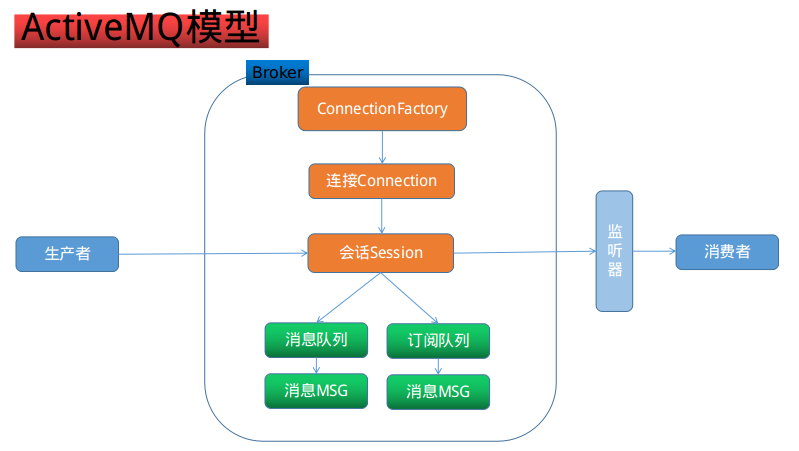 ActiveMQ模型
Broker
ConnectionFactory
连接Connection
生产者
会话Session
监听器
消费者
消息队列
订阅队列
消息MSG
消息MSG